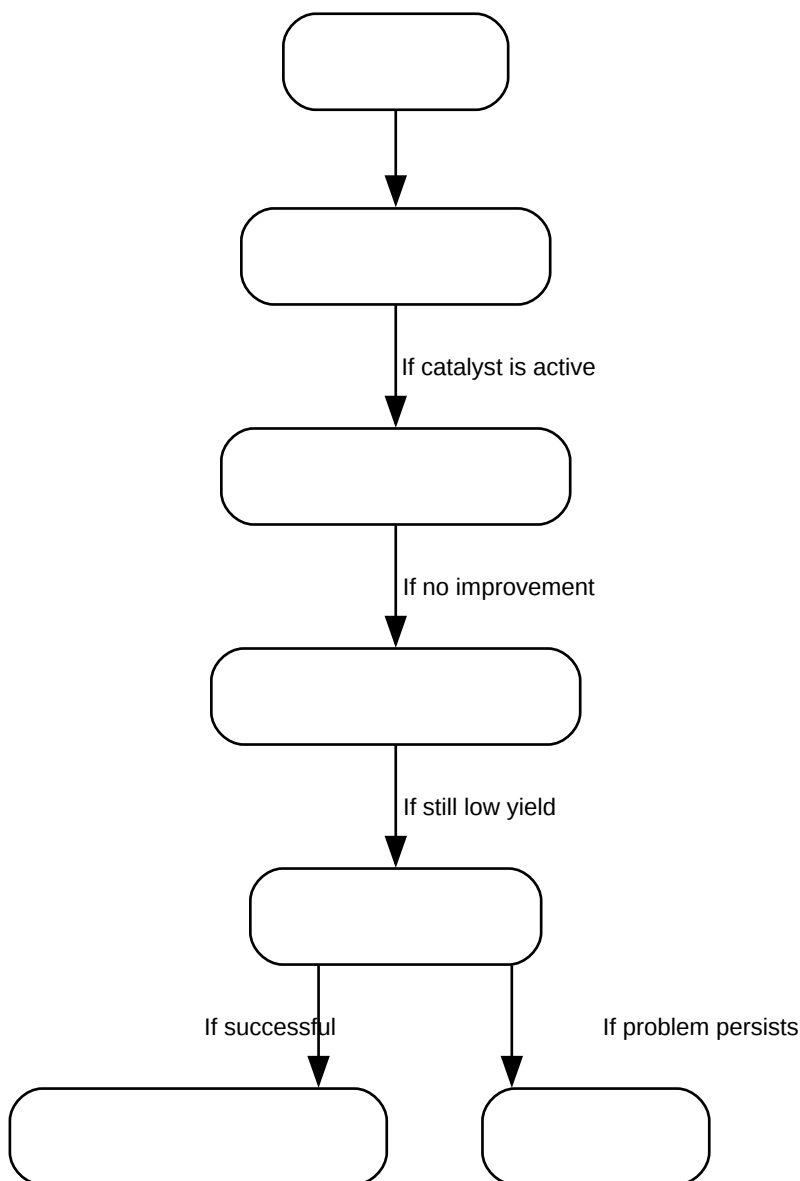 If catalyst is active
If no improvement
If still low yield
If successful
If problem persists